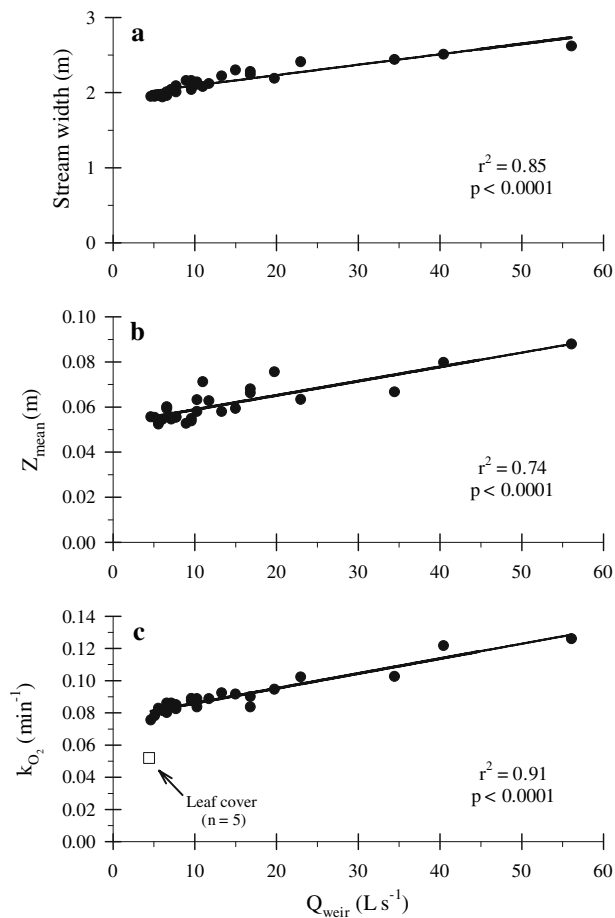 a
3
2
1
0
Stream width (m)
r² = 0.85
p < 0.0001
0 10 20 30 40 50 60
b
0.10
0.08
0.06
0.04
0.02
0.00
Z_mean (m)
r² = 0.74
p < 0.0001
0 10 20 30 40 50 60
c
0.14
0.12
0.10
0.08
0.06
0.04
0.02
0.00
k_O₂ (min⁻¹)
Leaf cover
(n = 5)
r² = 0.91
p < 0.0001
0 10 20 30 40 50 60
Q_weir (L s⁻¹)